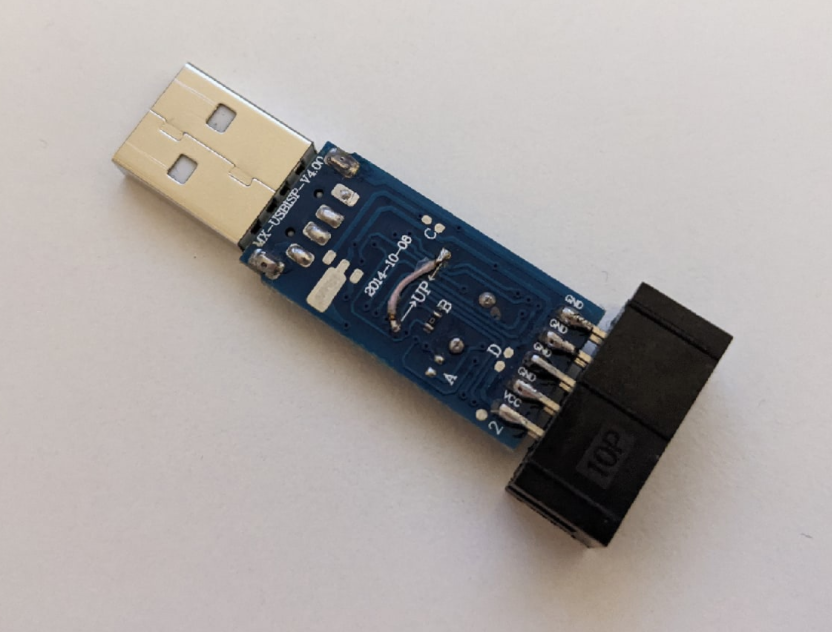 MX-USBISP-V4.00
2014-10-08
C
→UP←
B
A
D
GND
GND
GND
GND
VCC
2
10P